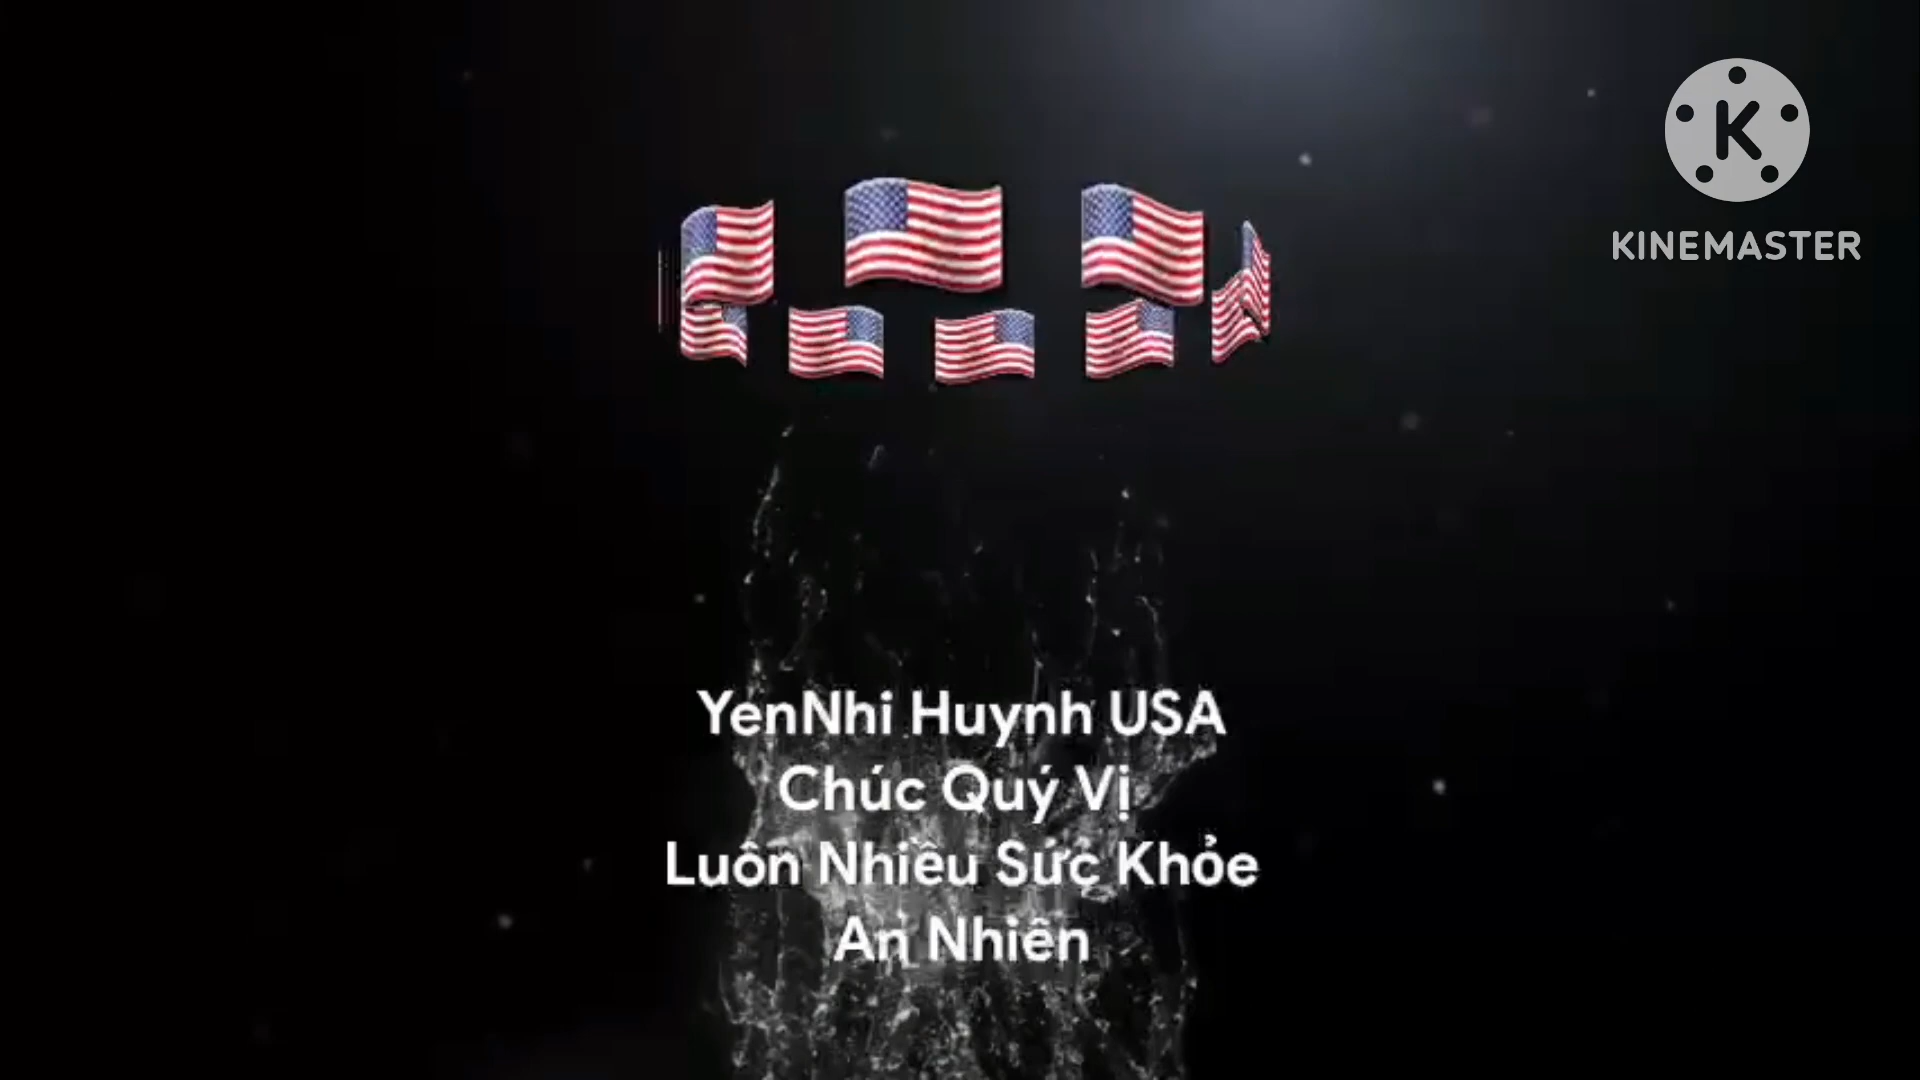 K
KINEMASTER
YenNhi Huynh USA
Chúc Quý Vị
Luôn Nhiều Sức Khỏe
An Nhiên